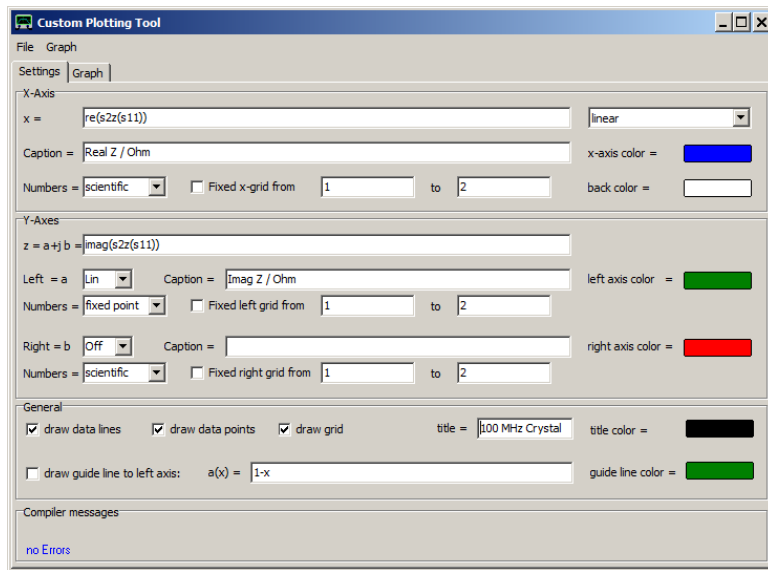 Custom Plotting Tool
File Graph
Settings Graph
X-Axis
x = re(s2z(s11)) linear
Caption = Real Z / Ohm x-axis color =
Numbers = scientific Fixed x-grid from 1 to 2 back color =
Y-Axes
z = a+j b = imag(s2z(s11))
Left = a Lin Caption = Imag Z / Ohm left axis color =
Numbers = fixed point Fixed left grid from 1 to 2
Right = b Off Caption = right axis color =
Numbers = scientific Fixed right grid from 1 to 2
General
draw data lines draw data points draw grid title = 100 MHz Crystal title color =
draw guide line to left axis: a(x) = 1-x guide line color =
Compiler messages
no Errors